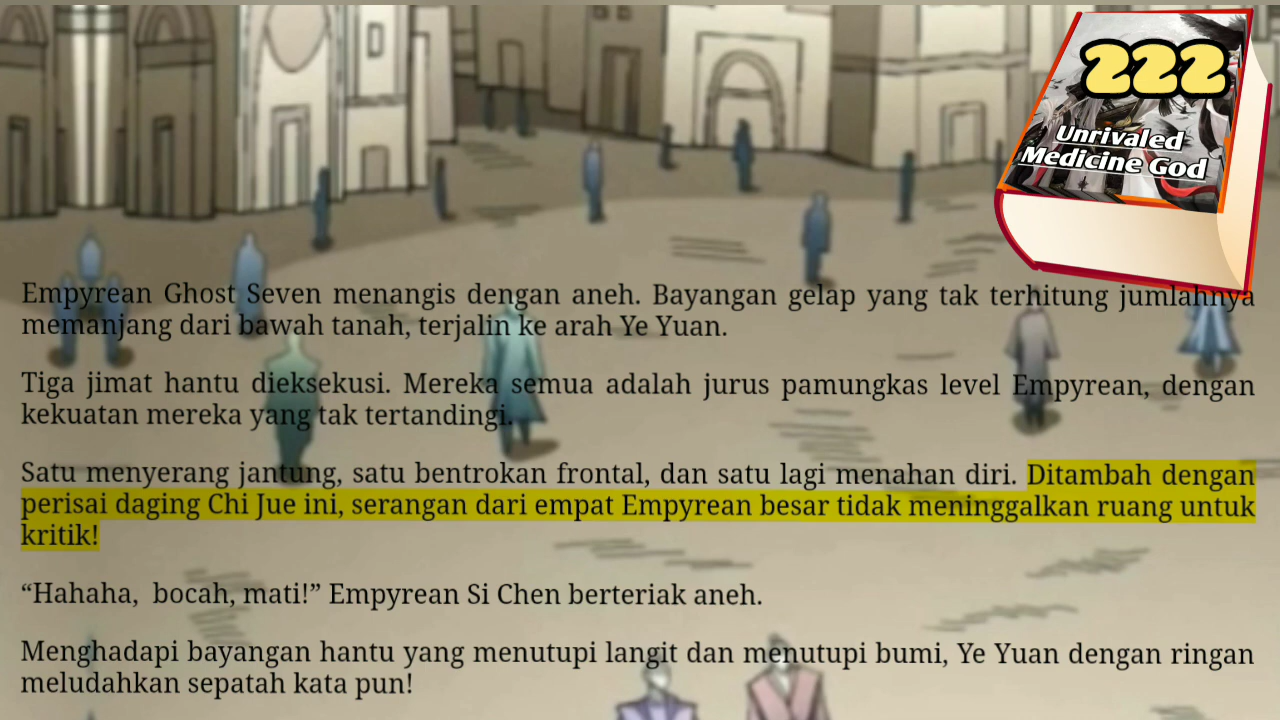 222
Unrivaled
Medicine God
Empyrean Ghost Seven menangis dengan aneh. Bayangan gelap yang tak terhitung jumlahnya
memanjang dari bawah tanah, terjalin ke arah Ye Yuan.
Tiga jimat hantu dieksekusi. Mereka semua adalah jurus pamungkas level Empyrean, dengan
kekuatan mereka yang tak tertandingi.
Satu menyerang jantung, satu bentrokan frontal, dan satu lagi menahan diri. Ditambah dengan
perisai daging Chi Jue ini, serangan dari empat Empyrean besar tidak meninggalkan ruang untuk
kritik!
“Hahaha,  bocah, mati!” Empyrean Si Chen berteriak aneh.
Menghadapi bayangan hantu yang menutupi langit dan menutupi bumi, Ye Yuan dengan ringan
meludahkan sepatah kata pun!